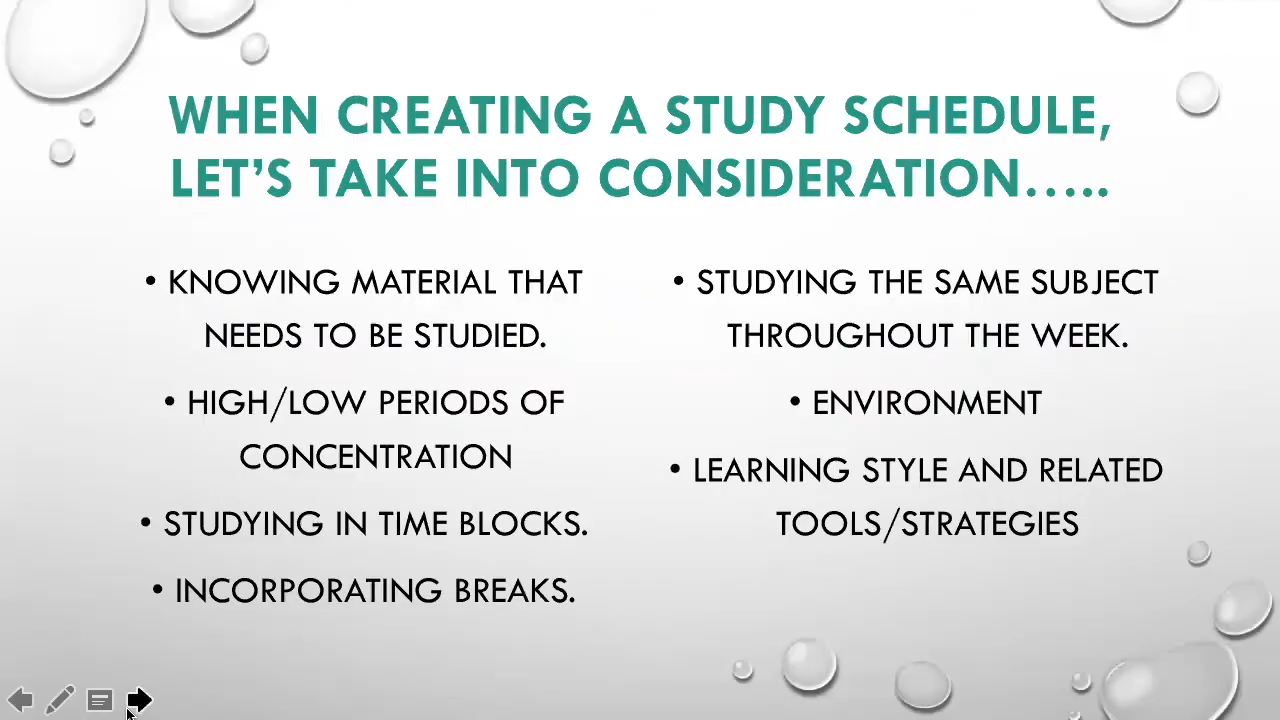 WHEN CREATING A STUDY SCHEDULE,
LET'S TAKE INTO CONSIDERATION.....
• KNOWING MATERIAL THAT
NEEDS TO BE STUDIED.
• HIGH/LOW PERIODS OF
CONCENTRATION
• STUDYING IN TIME BLOCKS.
• INCORPORATING BREAKS.
• STUDYING THE SAME SUBJECT
THROUGHOUT THE WEEK.
• ENVIRONMENT
• LEARNING STYLE AND RELATED
TOOLS/STRATEGIES